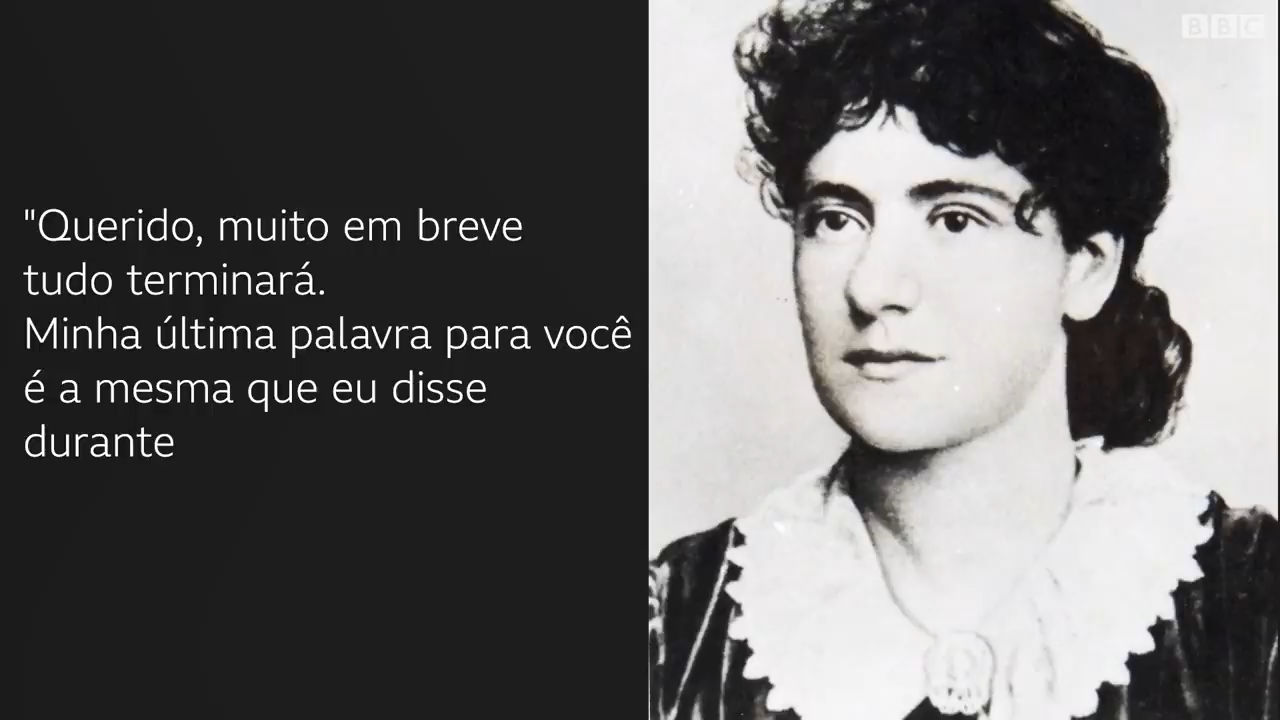 BBC
"Querido, muito em breve
tudo terminará.
Minha última palavra para você
é a mesma que eu disse
durante